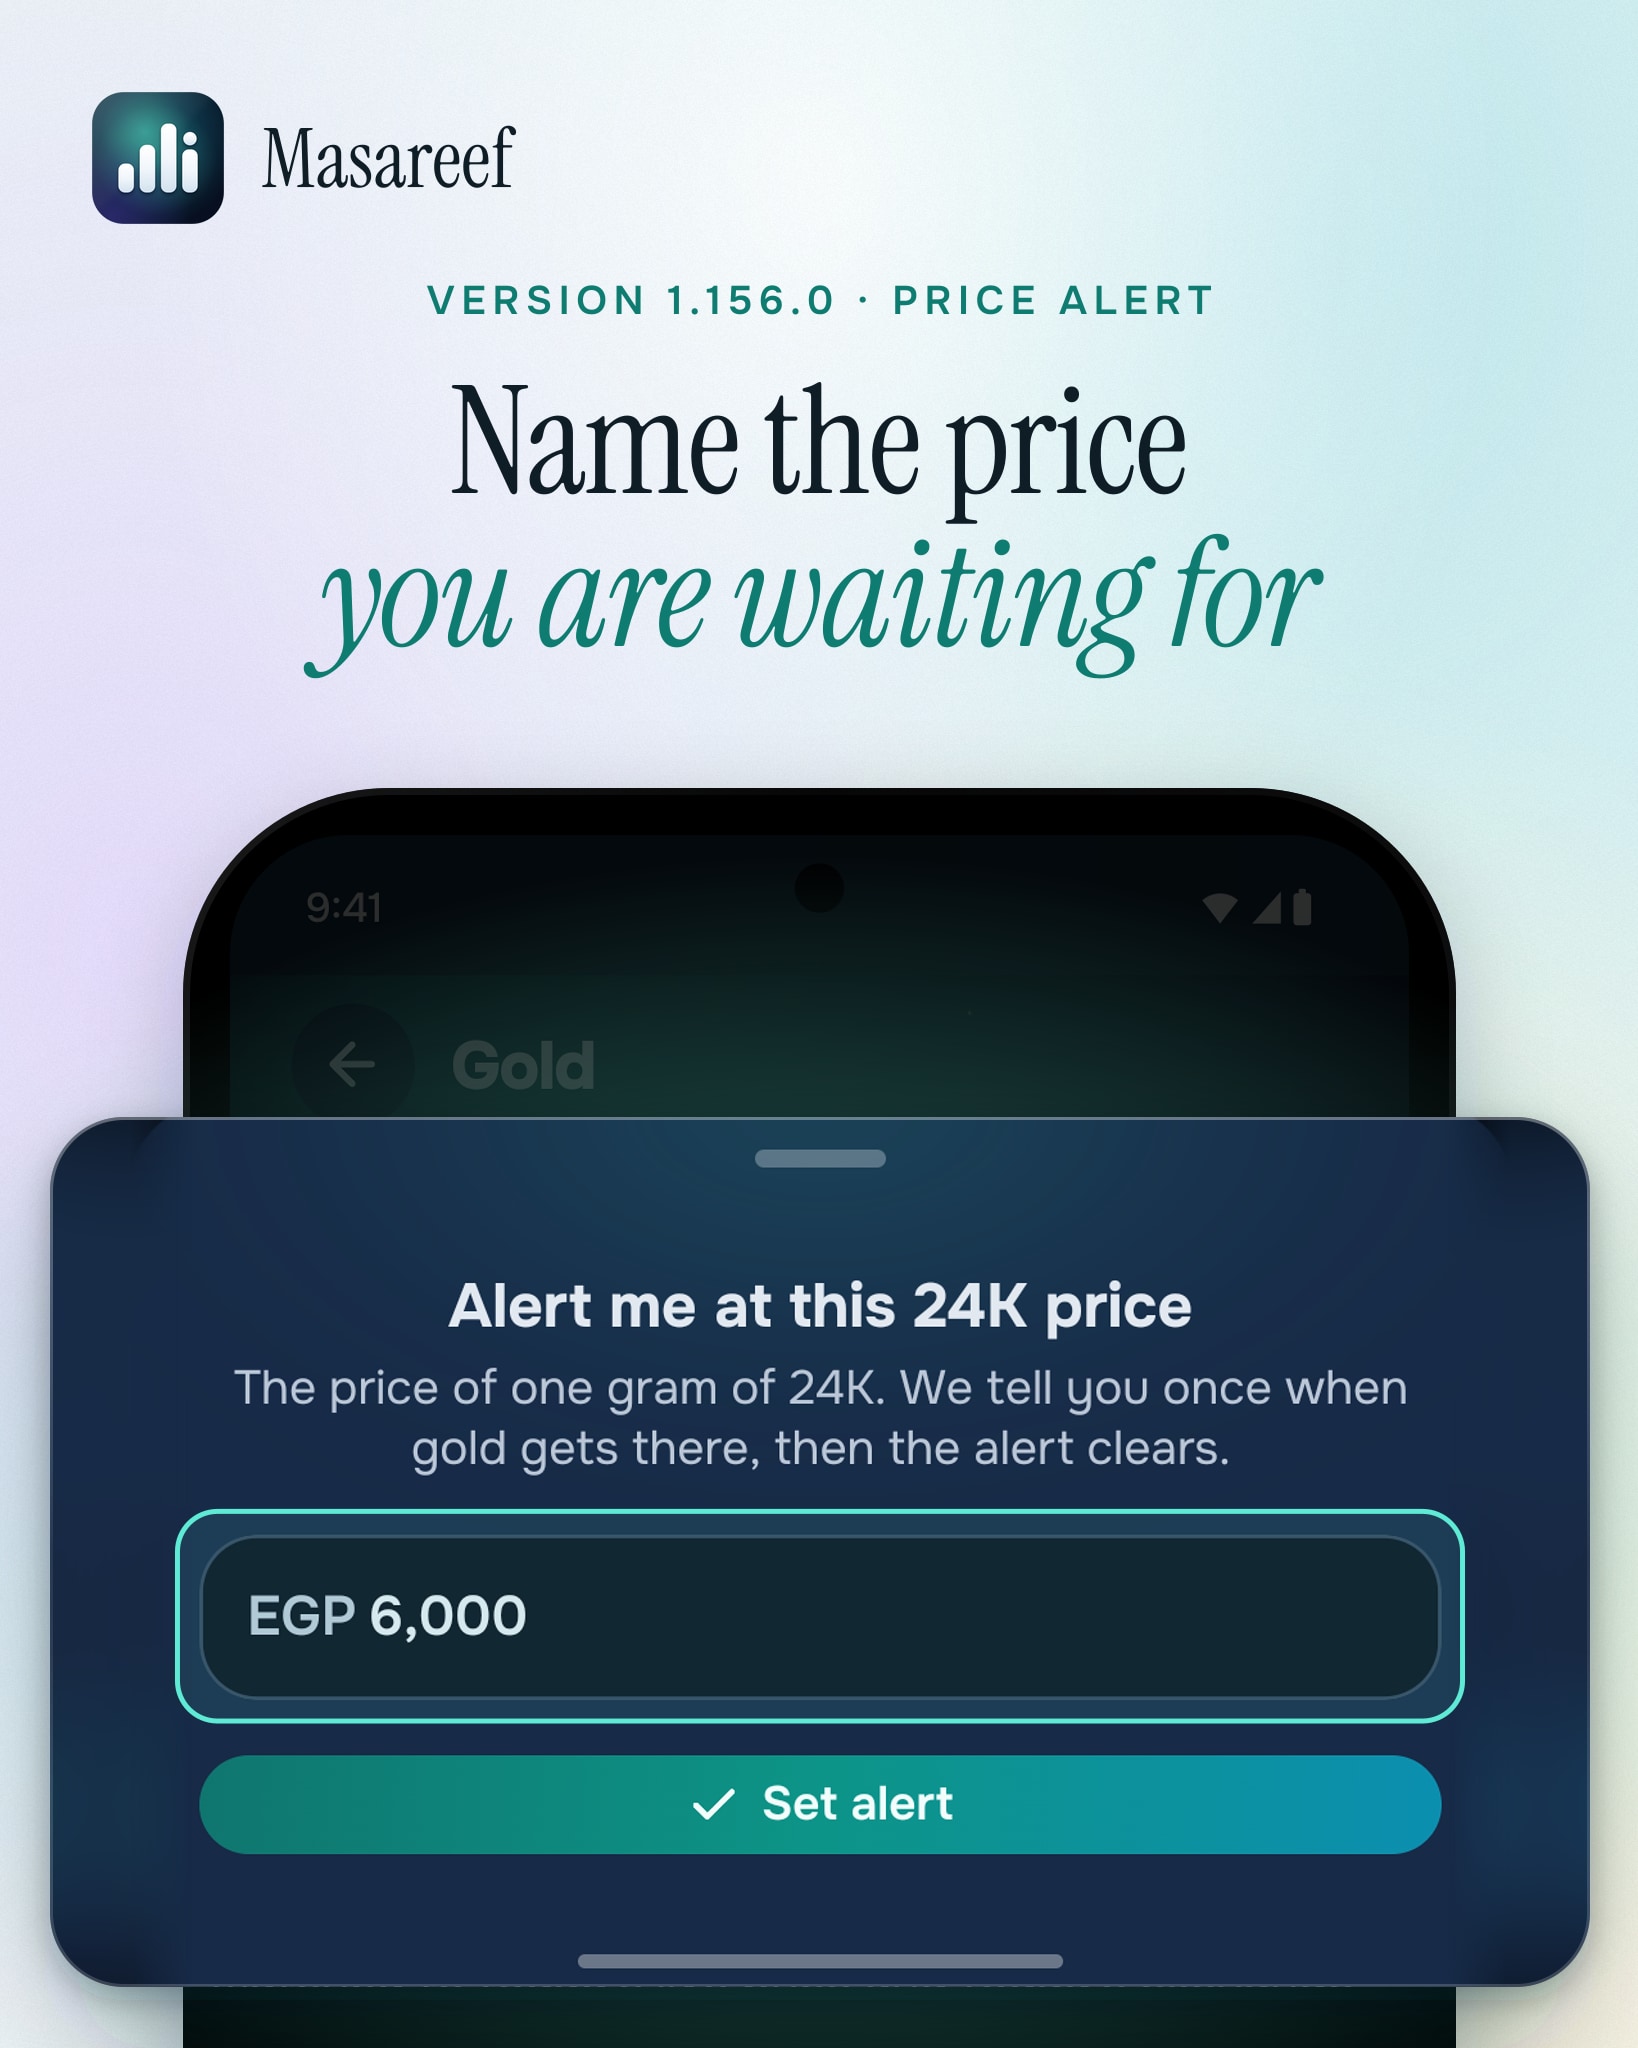 Masareef
VERSION 1.156.0 · PRICE ALERT
Name the price
you are waiting for
9:41
Gold
Alert me at this 24K price
The price of one gram of 24K. We tell you once when
gold gets there, then the alert clears.
EGP 6,000
Set alert